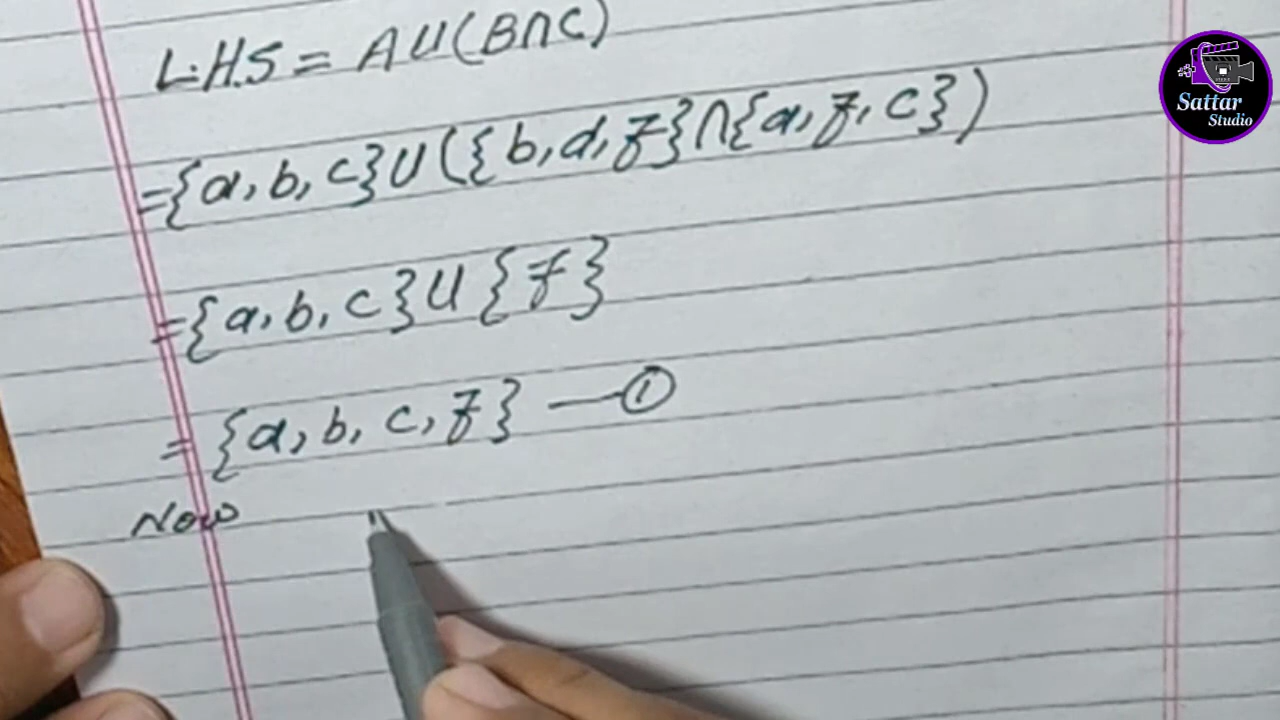 L.H.S = A U (B∩C)
={a, b, c} U ({b, d, f} ∩ {a, f, c})
={a, b, c} U {f}
= {a, b, c, f} — ①
Now
Sattar
Studio